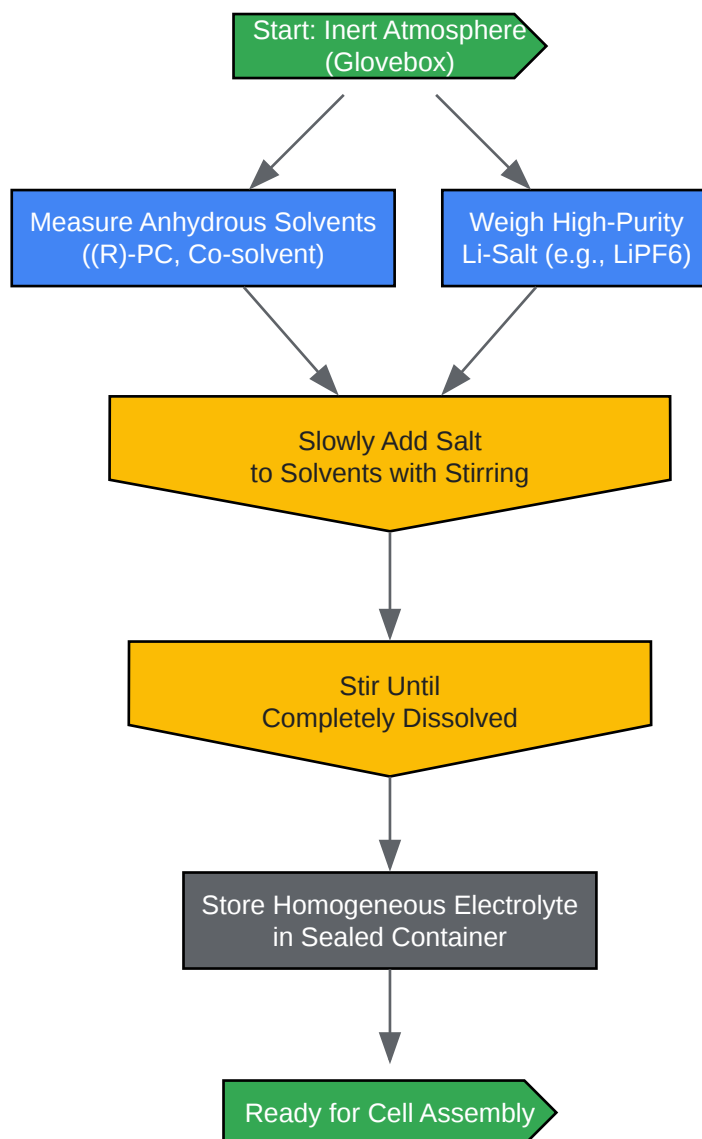 Start: Inert Atmosphere
(Glovebox)
Measure Anhydrous Solvents
((R)-PC, Co-solvent)
Weigh High-Purity
Li-Salt (e.g., LiPF6)
Slowly Add Salt
to Solvents with Stirring
Stir Until
Completely Dissolved
Store Homogeneous Electrolyte
in Sealed Container
Ready for Cell Assembly